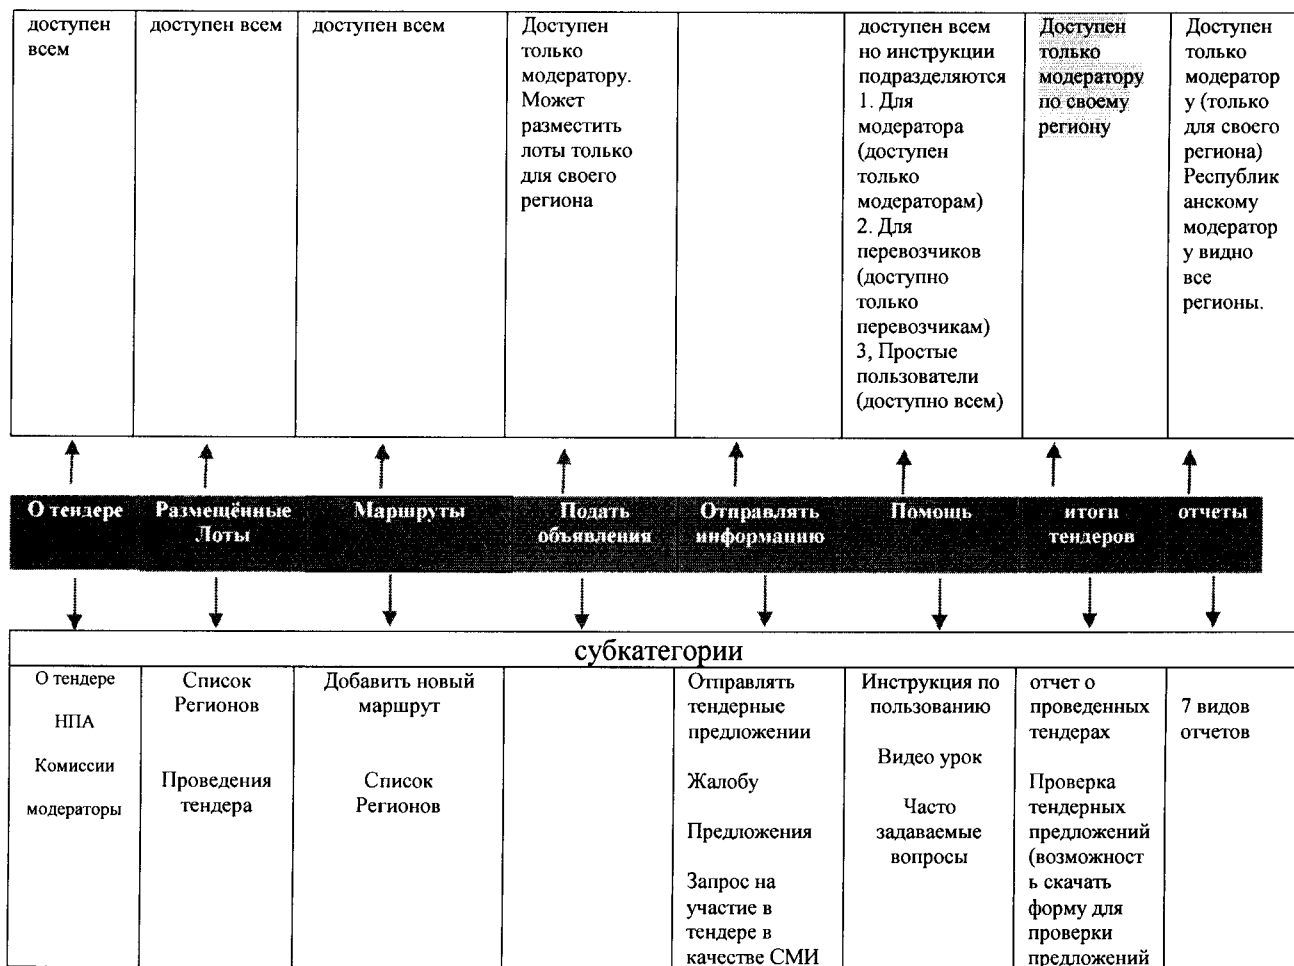 доступен
всем
доступен всем
доступен всем
Доступен
только
модератору.
Может
разместить
лоты только
для своего
региона
доступен всем
но инструкции
подразделяются
1. Для
модератора
(доступен
только
модераторам)
2. Для
перевозчиков
(доступно
только
перевозчикам)
3, Простые
пользователи
(доступно всем)
Доступен
только
модератору
по своему
региону
Доступен
только
модератор
у (только
для своего
региона)
Республик
анскому
модератор
у видно
все
регионы.
О тендере
Размещённые
Лоты
Маршруты
Подать
объявления
Отправлять
информацию
Помощь
итоги
тендеров
отчеты
субкатегории
О тендере
НПА
Комиссии
модераторы
Список
Регионов
Проведения
тендера
Добавить новый
маршрут
Список
Регионов
Отправлять
тендерные
предложении
Жалобу
Предложения
Запрос на
участие в
тендере в
качестве СМИ
Инструкция по
пользованию
Видео урок
Часто
задаваемые
вопросы
отчет о
проведенных
тендерах
Проверка
тендерных
предложений
(возможност
ь скачать
форму для
проверки
предложений
7 видов
отчетов